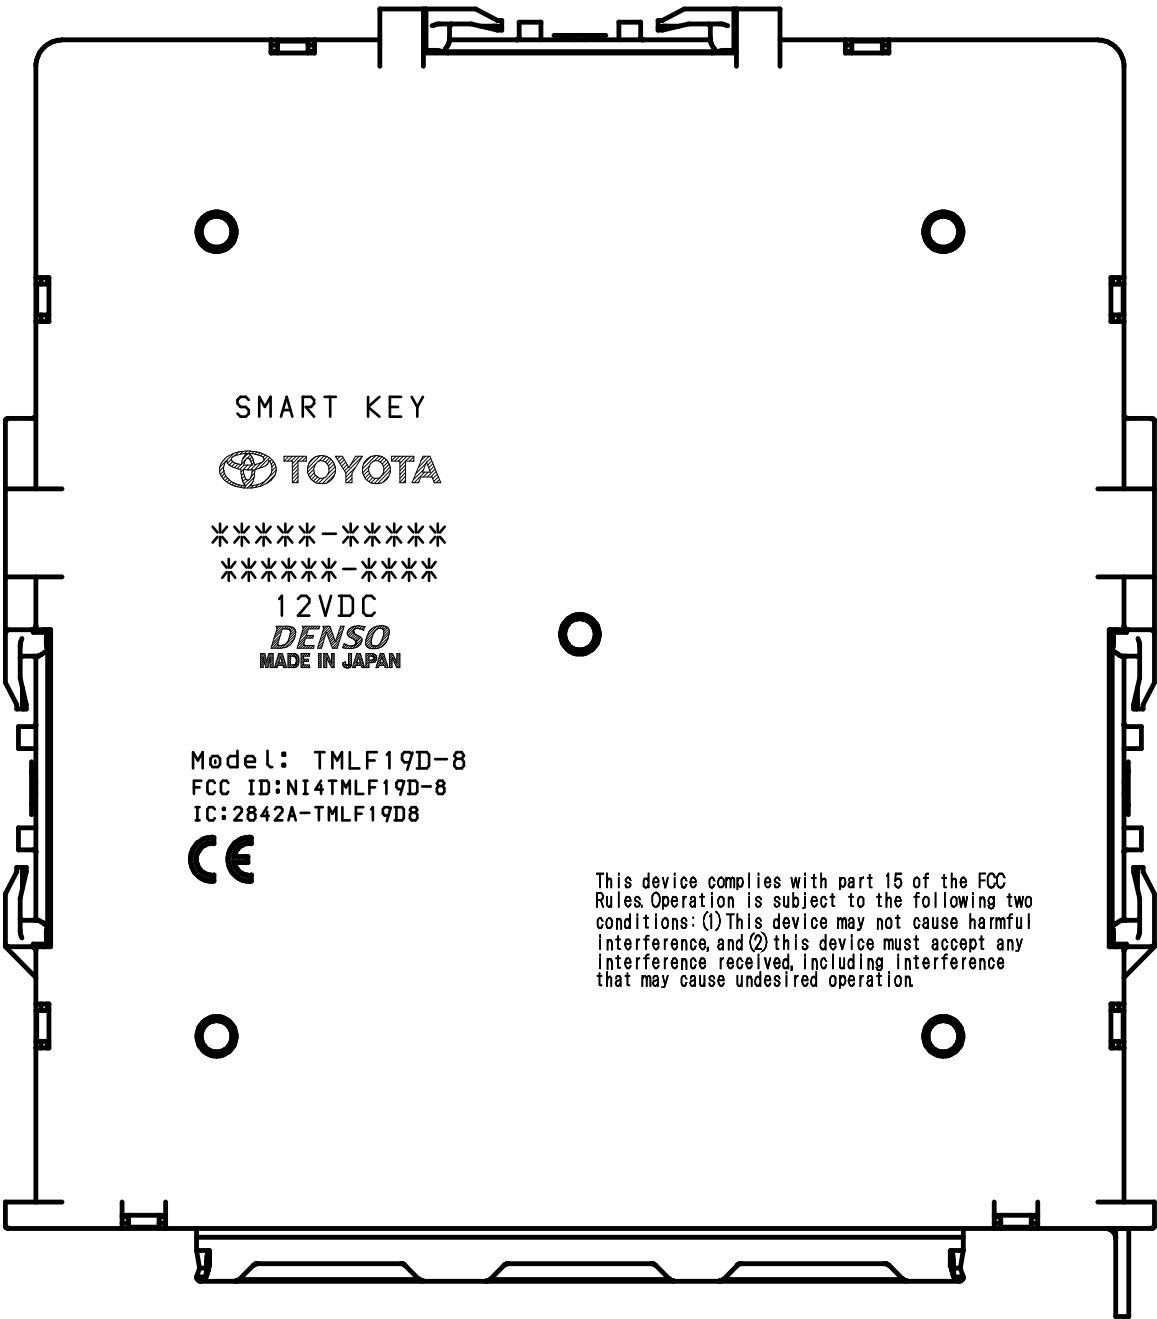 SMART KEY
TOYOTA
*****-*****
******-****
12VDC
DENSO
MADE IN JAPAN
Model: TMLF19D-8
FCC ID:NI4TMLF19D-8
IC:2842A-TMLF19D8
CE
This device complies with part 15 of the FCC
Rules. Operation is subject to the following two
conditions: (1) This device may not cause harmful
interference, and (2) this device must accept any
interference received, including interference
that may cause undesired operation.